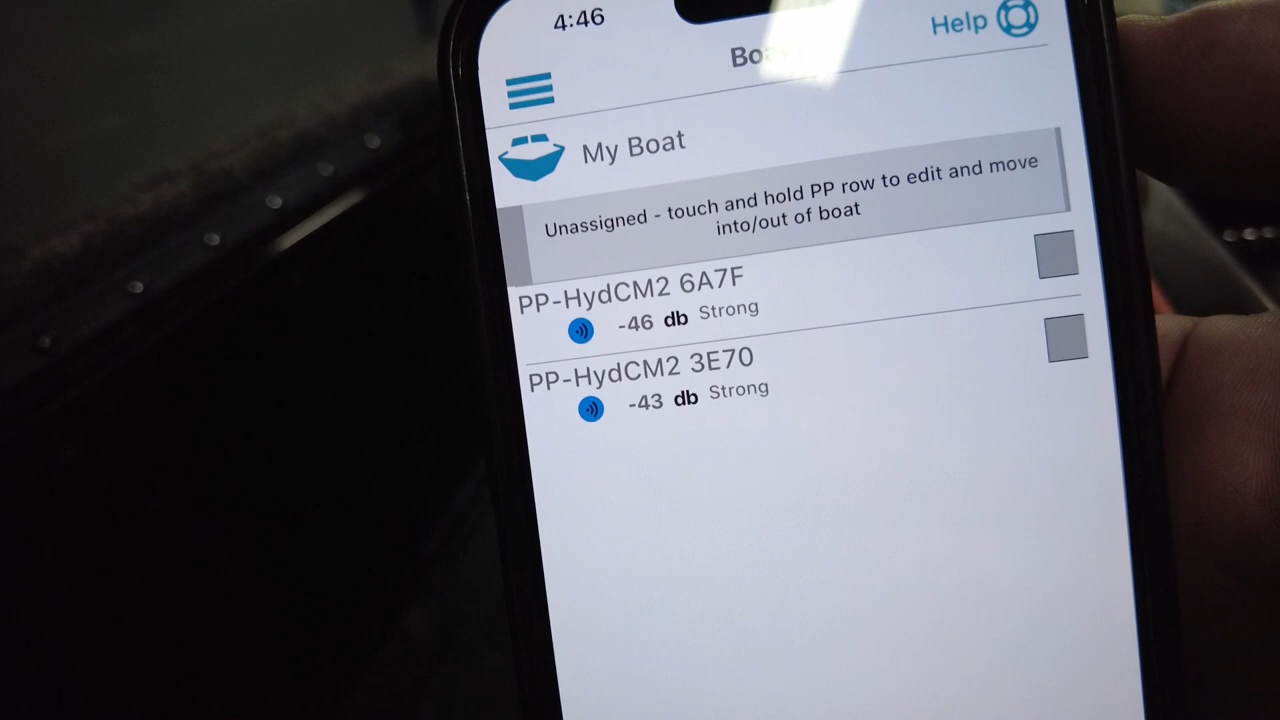 4:46
Help
My Boat
Unassigned - touch and hold PP row to edit and move
into/out of boat
PP-HydCM2 6A7F
-46 db Strong
PP-HydCM2 3E70
-43 db Strong